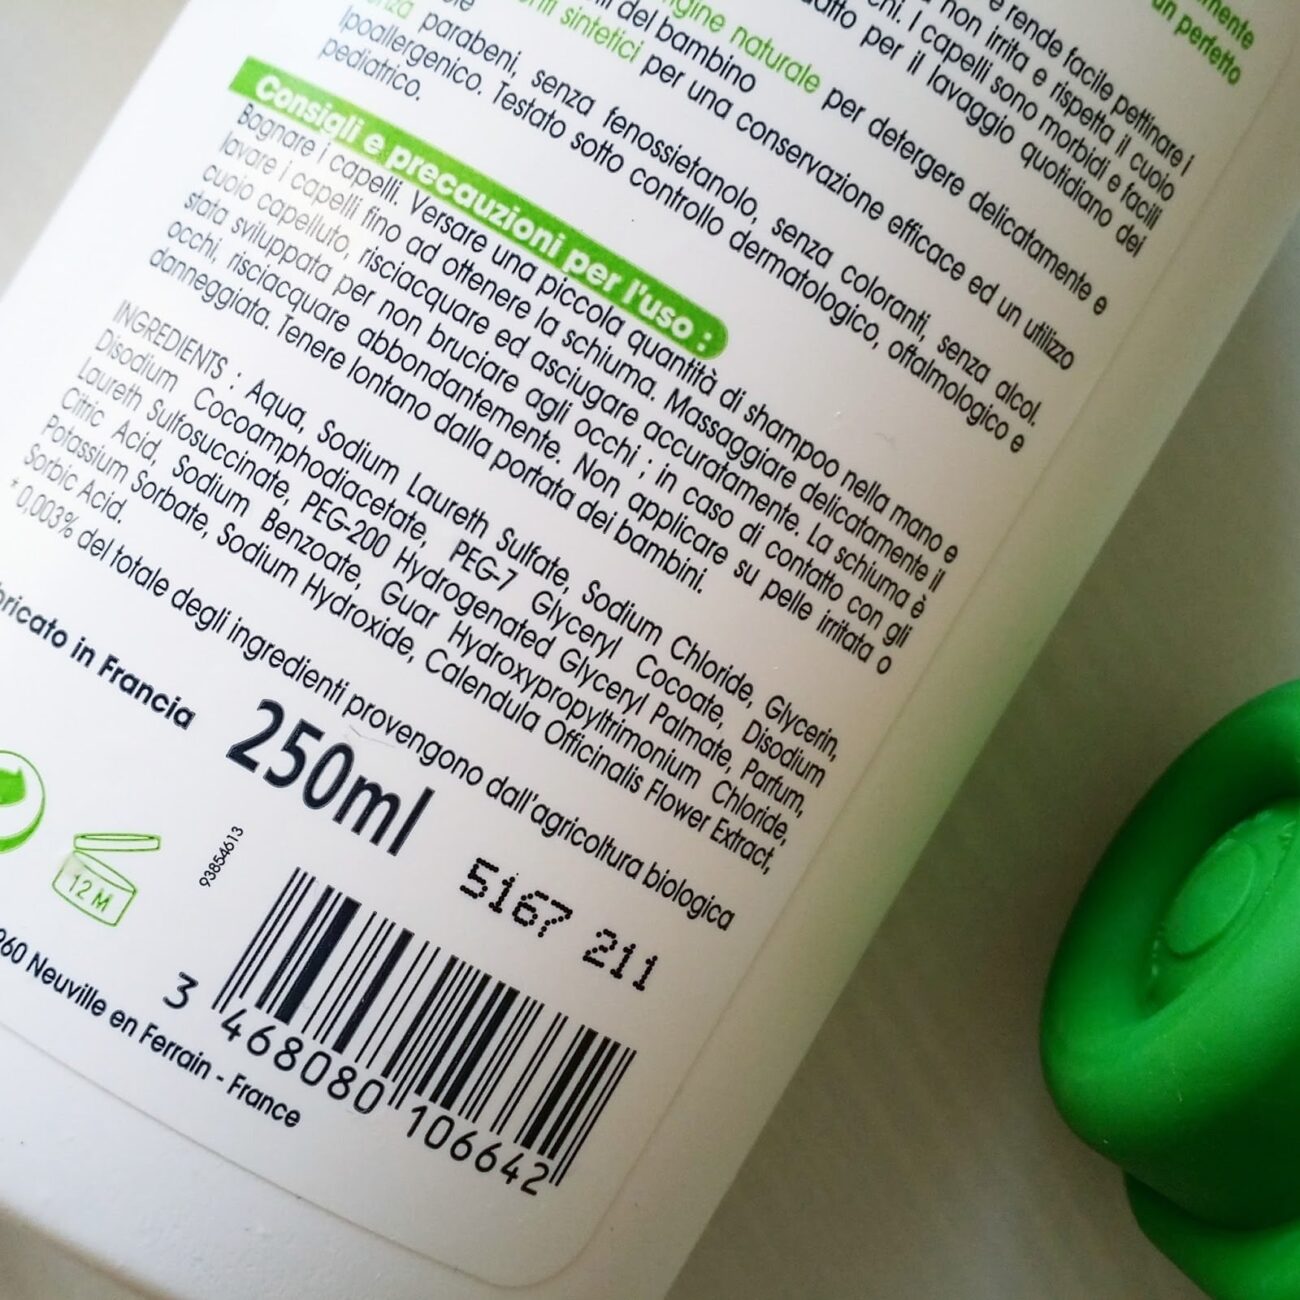 un perfetto
e rende facile pettinare i
non irrita e rispetta il cuoio
chi. I capelli sono morbidi e facili
per il lavaggio quotidiano dei
origine naturale per detergere delicatamente e
del bambino
sintetici per una conservazione efficace ed un utilizzo
parabeni, senza fenossietanolo, senza coloranti, senza alcol.
Ipoallergenico. Testato sotto controllo dermatologico, oftalmologico e
pediatrico.
Consigli e precauzioni per l'uso :
Bagnare i capelli. Versare una piccola quantità di shampoo nella mano e
lavare i capelli fino ad ottenere la schiuma. Massaggiare delicatamente il
cuoio capelluto, risciacquare ed asciugare accuratamente. La schiuma è
stata sviluppata per non bruciare agli occhi ; in caso di contatto con gli
occhi, risciacquare abbondantemente. Non applicare su pelle irritata o
danneggiata. Tenere lontano dalla portata dei bambini.
INGREDIENTS : Aqua, Sodium Laureth Sulfate, Sodium Chloride, Glycerin,
Disodium Cocoamphodiacetate, PEG-7 Glyceryl Cocoate, Disodium
Laureth Sulfosuccinate, PEG-200 Hydrogenated Glyceryl Palmate, Parfum,
Citric Acid, Sodium Benzoate, Guar Hydroxypropyltrimonium Chloride,
Potassium Sorbate, Sodium Hydroxide, Calendula Officinalis Flower Extract,
Sorbic Acid.
* 0,003% del totale degli ingredienti provengono dall'agricoltura biologica
bricato in Francia
250ml
5167 211
93854613
12 M
3 468080 106642
960 Neuville en Ferrain - France